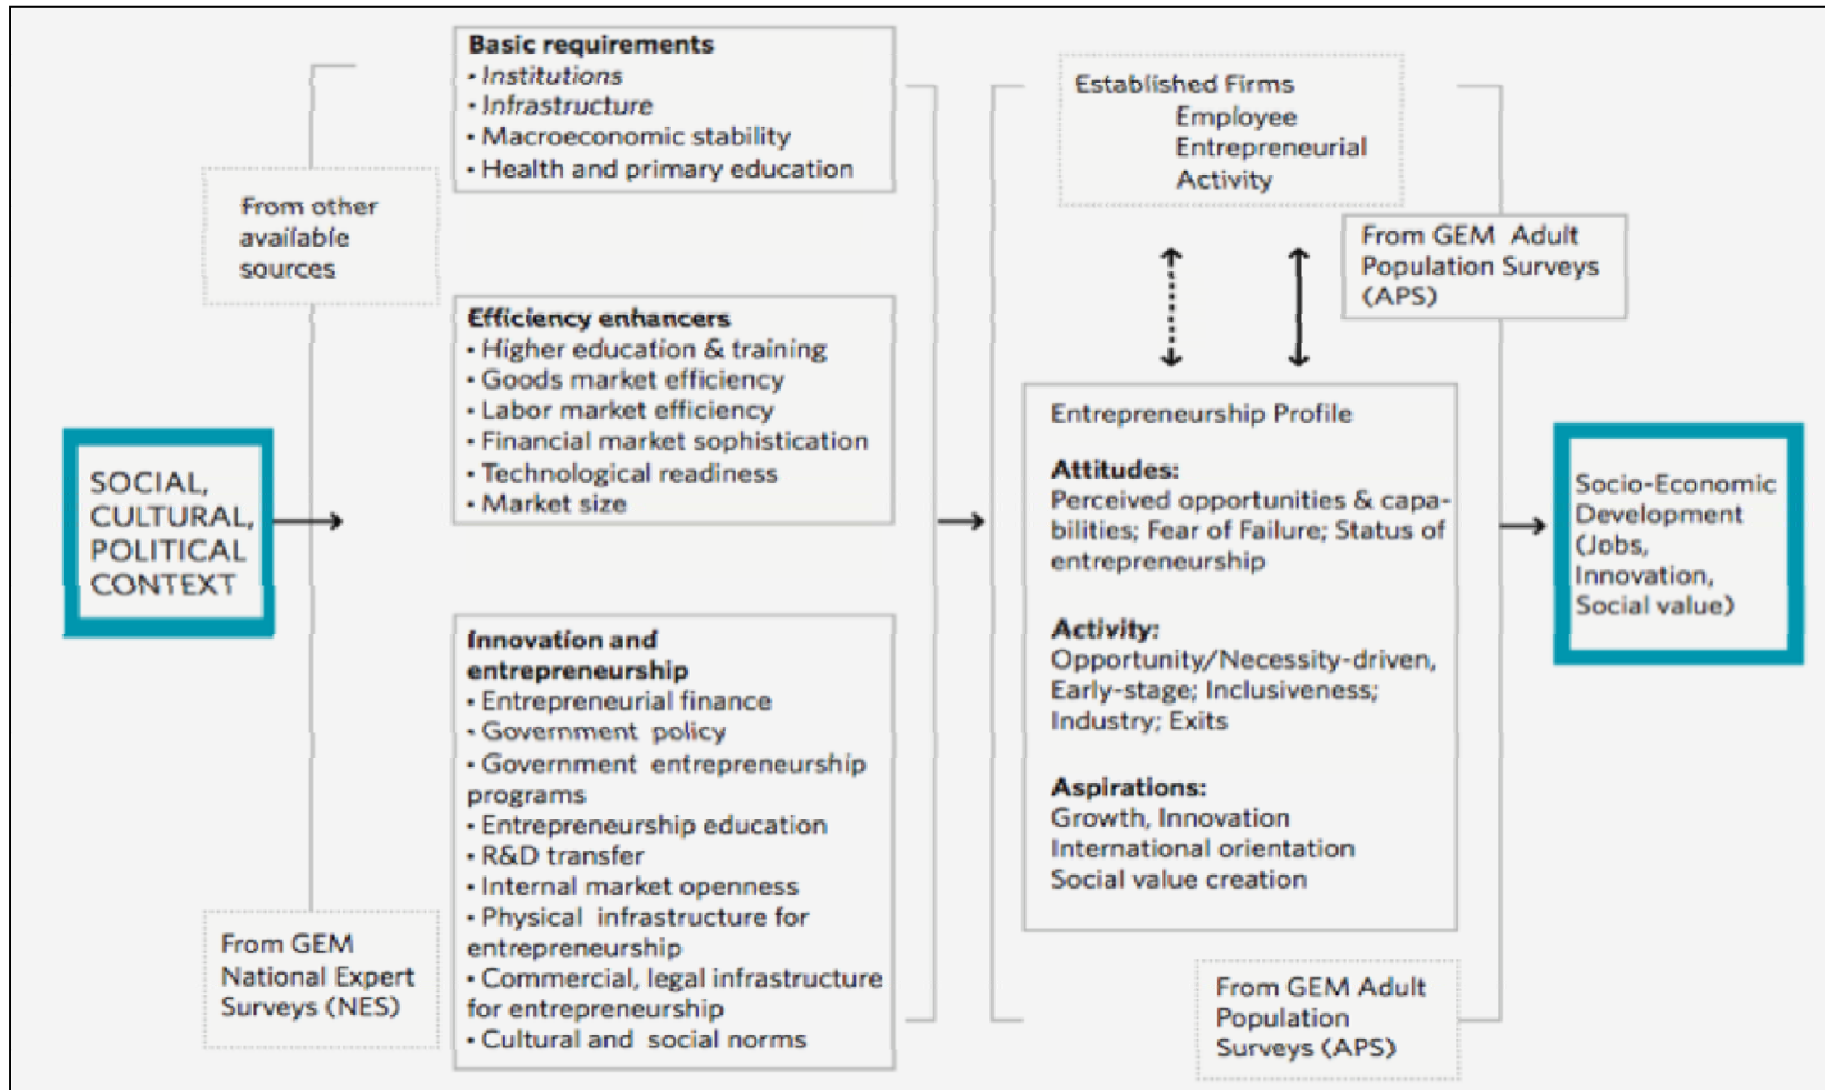 SOCIAL,
CULTURAL,
POLITICAL
CONTEXT
From other
available
sources
From GEM
National Expert
Surveys (NES)
Basic requirements
• Institutions
• Infrastructure
• Macroeconomic stability
• Health and primary education
Efficiency enhancers
• Higher education & training
• Goods market efficiency
• Labor market efficiency
• Financial market sophistication
• Technological readiness
• Market size
Innovation and
entrepreneurship
• Entrepreneurial finance
• Government policy
• Government entrepreneurship
programs
• Entrepreneurship education
• R&D transfer
• Internal market openness
• Physical infrastructure for
entrepreneurship
• Commercial, legal infrastructure
for entrepreneurship
• Cultural and social norms
Established Firms
Employee
Entrepreneurial
Activity
From GEM Adult
Population Surveys
(APS)
Entrepreneurship Profile
Attitudes:
Perceived opportunities & capa-
bilities; Fear of Failure; Status of
entrepreneurship
Activity:
Opportunity/Necessity-driven,
Early-stage; Inclusiveness;
Industry; Exits
Aspirations:
Growth, Innovation
International orientation
Social value creation
From GEM Adult
Population
Surveys (APS)
Socio-Economic
Development
(Jobs,
Innovation,
Social value)